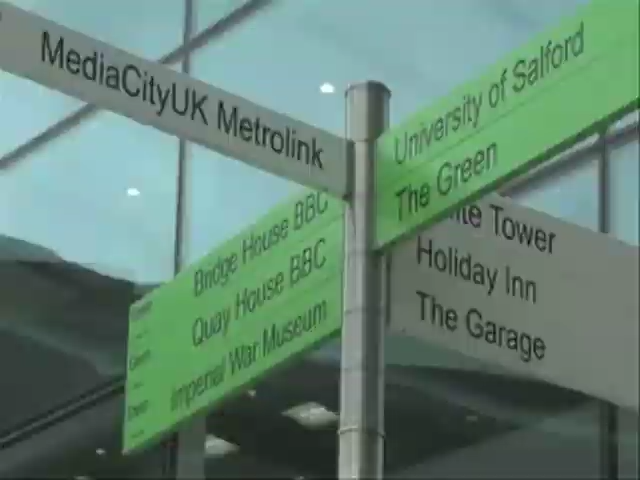 MediaCityUK Metrolink
University of Salford
The Green
Bridge House BBC
Quay House BBC
Imperial War Museum
Tower
Holiday Inn
The Garage